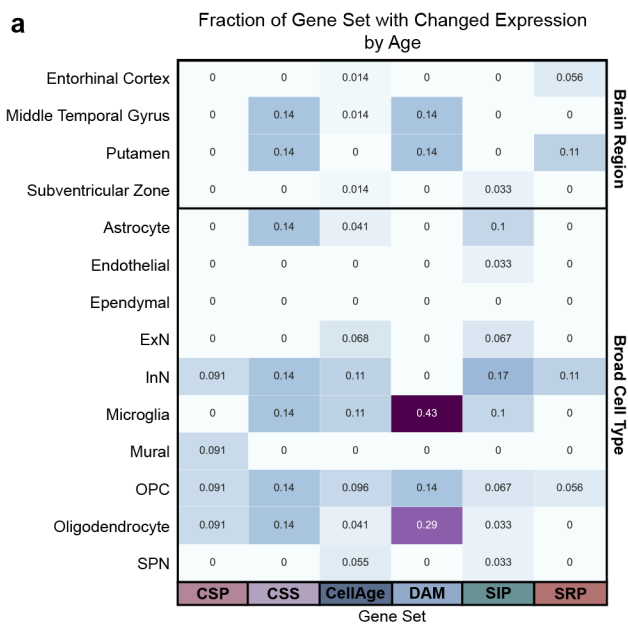 a
Fraction of Gene Set with Changed Expression
by Age
Entorhinal Cortex 0 0 0.014 0 0 0.056
Middle Temporal Gyrus 0 0.14 0.014 0.14 0 0
Putamen 0 0.14 0 0.14 0 0.11
Subventricular Zone 0 0 0.014 0 0.033 0
Brain Region
Astrocyte 0 0.14 0.041 0 0.1 0
Endothelial 0 0 0 0 0.033 0
Ependymal 0 0 0 0 0 0
ExN 0 0 0.068 0 0.067 0
InN 0.091 0.14 0.11 0 0.17 0.11
Microglia 0 0.14 0.11 0.43 0.1 0
Mural 0.091 0 0 0 0 0
OPC 0.091 0.14 0.096 0.14 0.067 0.056
Oligodendrocyte 0.091 0.14 0.041 0.29 0.033 0
SPN 0 0 0.055 0 0.033 0
Broad Cell Type
CSP CSS CellAge DAM SIP SRP
Gene Set